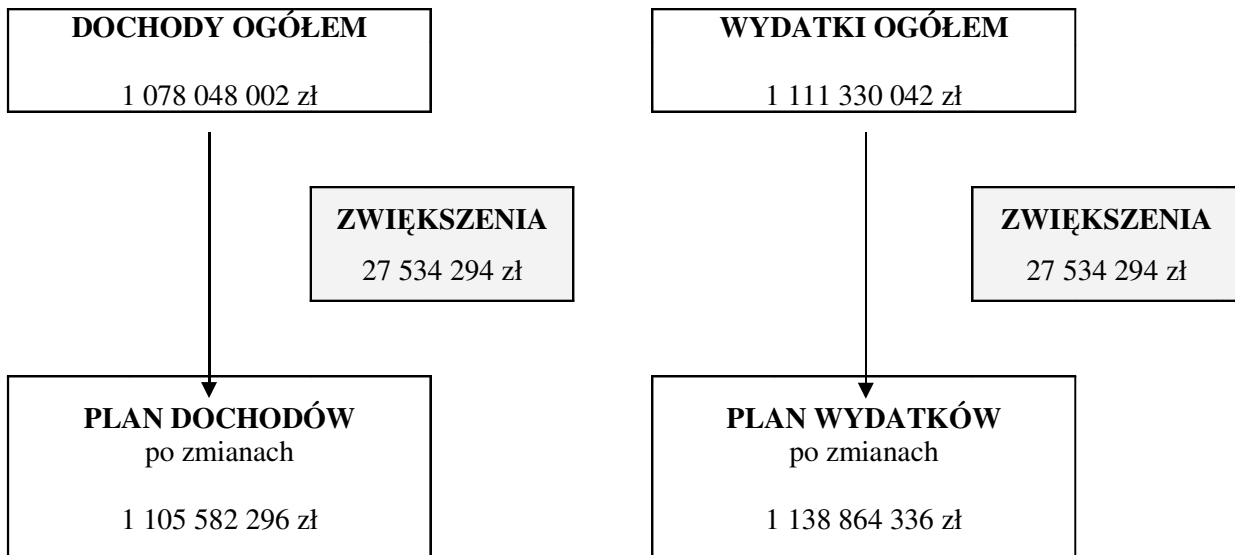 DOCHODY OGÓŁEM
1 078 048 002 zł
WYDATKI OGÓŁEM
1 111 330 042 zł
ZWIĘKSZENIA
27 534 294 zł
ZWIĘKSZENIA
27 534 294 zł
PLAN DOCHODÓW
po zmianach
1 105 582 296 zł
PLAN WYDATKÓW
po zmianach
1 138 864 336 zł